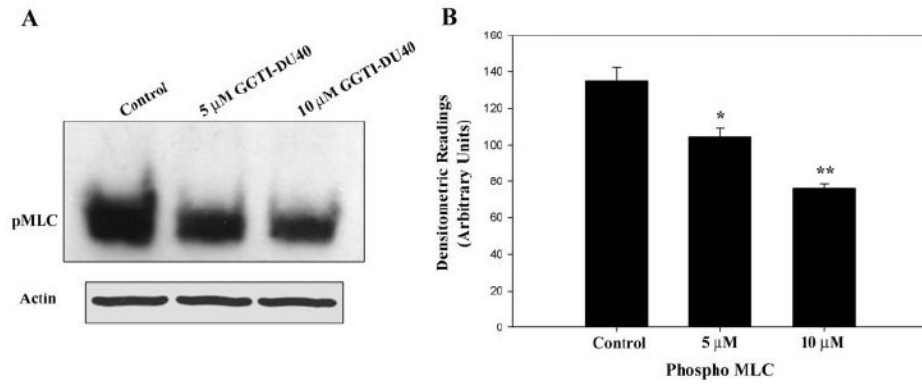 A
Control
5 µM GGTI-DU40
10 µM GGTI-DU40
pMLC
Actin
B
Densitometric Readings
(Arbitrary Units)
160
140
120
100
80
60
40
20
0
*
**
Control
5 µM
10 µM
Phospho MLC